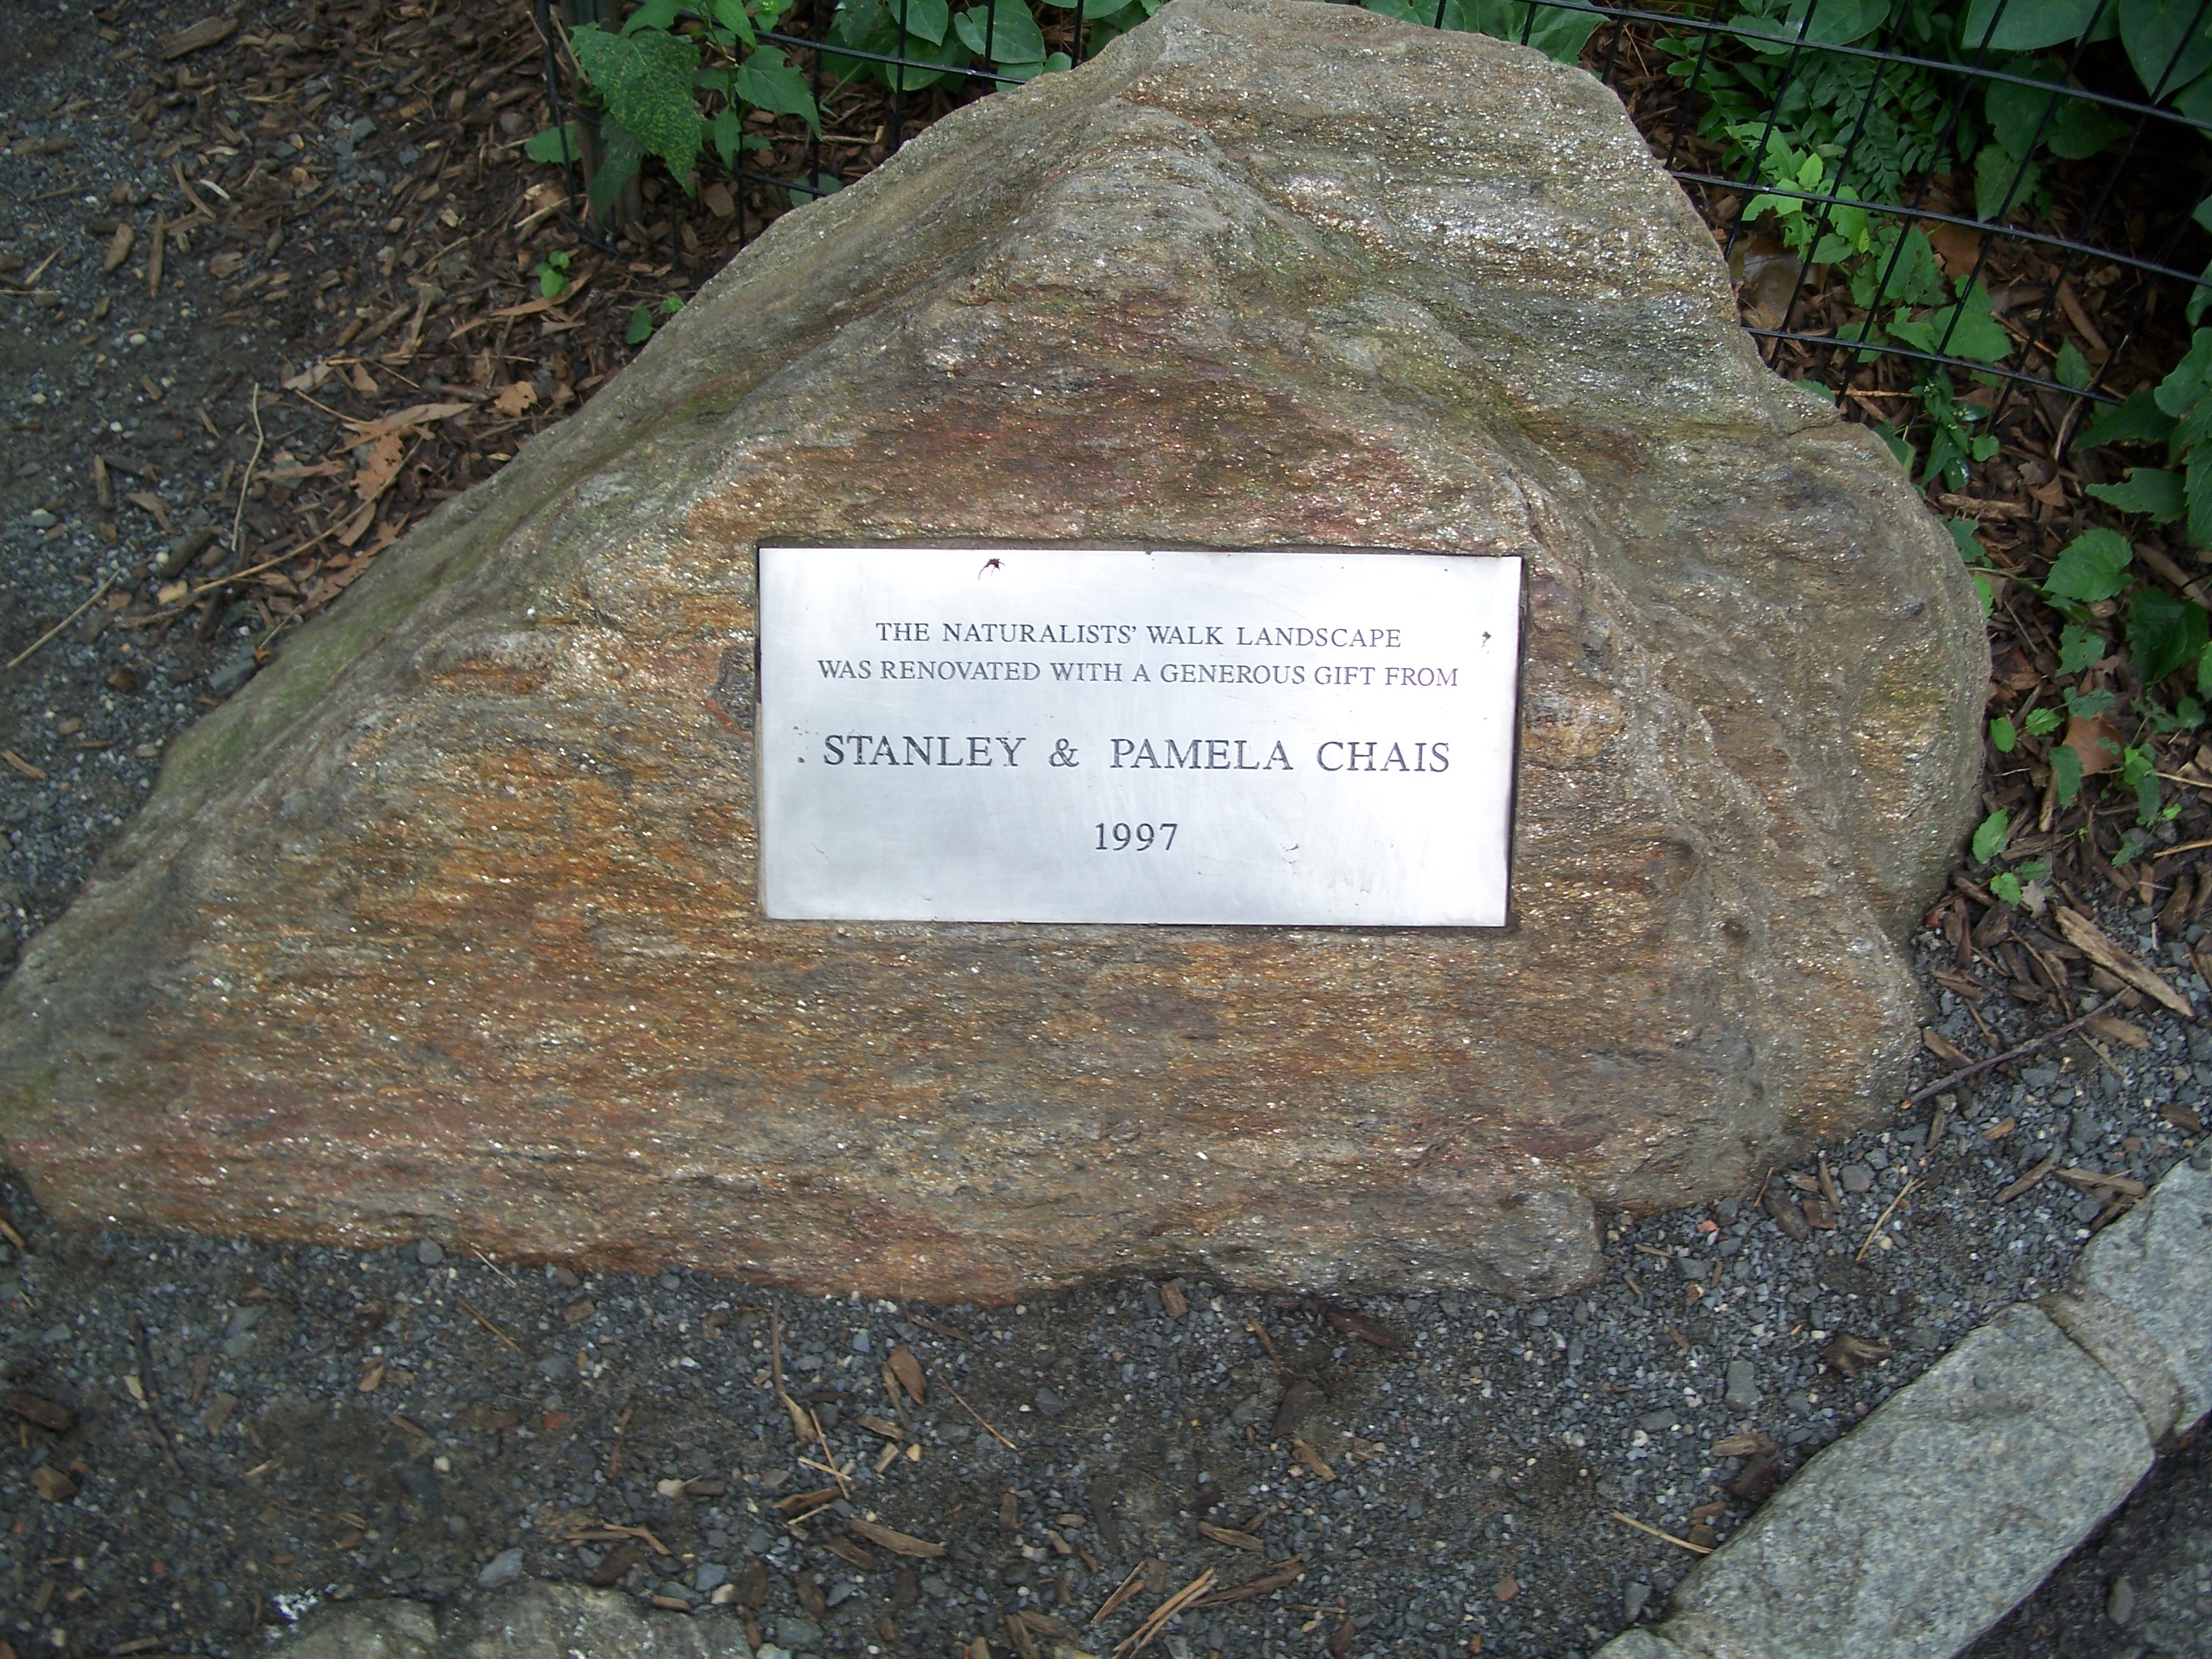 THE NATURALISTS' WALK LANDSCAPE
WAS RENOVATED WITH A GENEROUS GIFT FROM
STANLEY & PAMELA CHAIS
1997